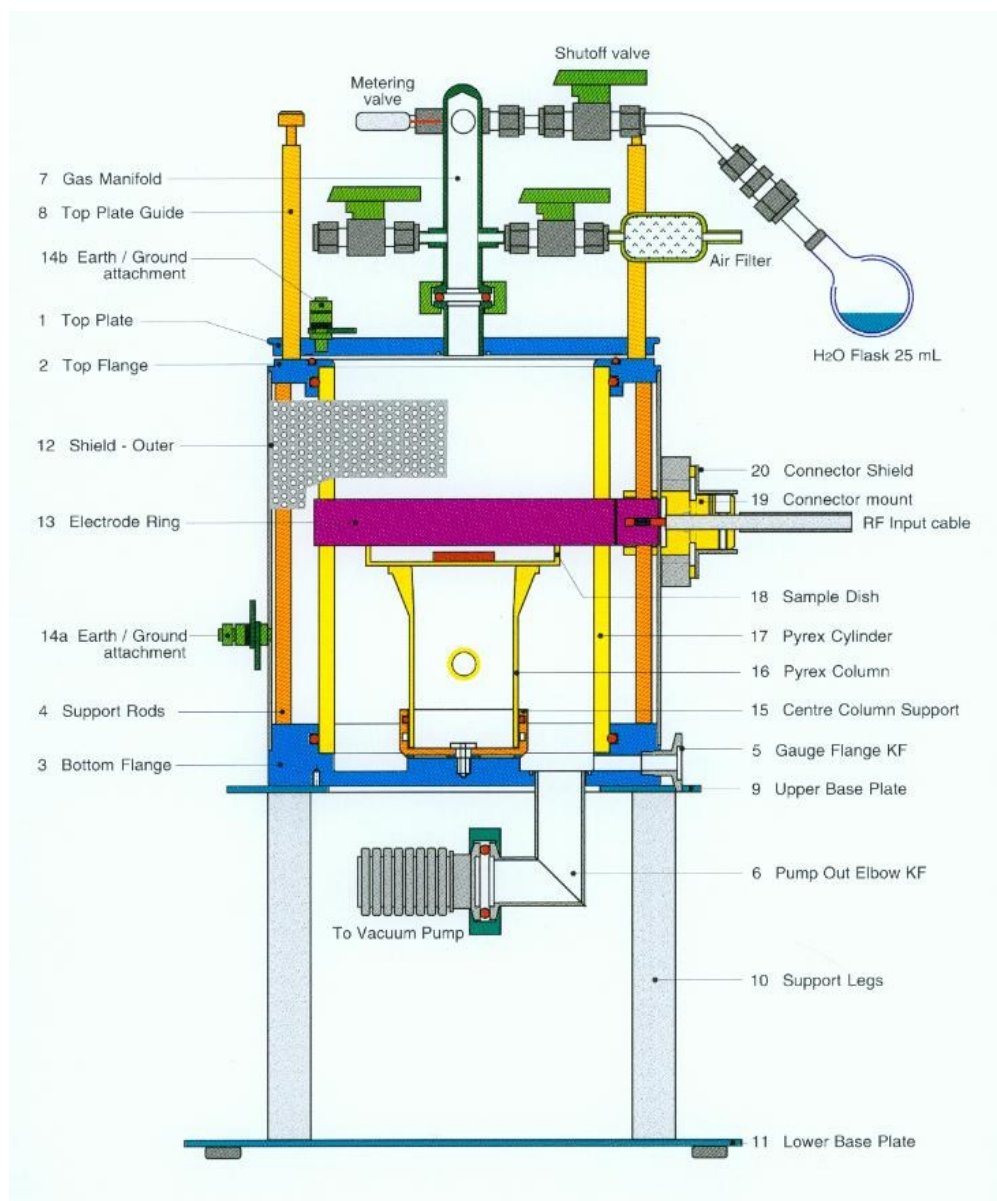 Shutoff valve
Metering
valve
7 Gas Manifold
8 Top Plate Guide
14b Earth / Ground
attachment
Air Filter
1 Top Plate
2 Top Flange
H2O Flask 25 mL
12 Shield - Outer
20 Connector Shield
19 Connector mount
13 Electrode Ring
RF Input cable
18 Sample Dish
14a Earth / Ground
attachment
17 Pyrex Cylinder
16 Pyrex Column
4 Support Rods
15 Centre Column Support
5 Gauge Flange KF
3 Bottom Flange
9 Upper Base Plate
6 Pump Out Elbow KF
To Vacuum Pump
10 Support Legs
11 Lower Base Plate